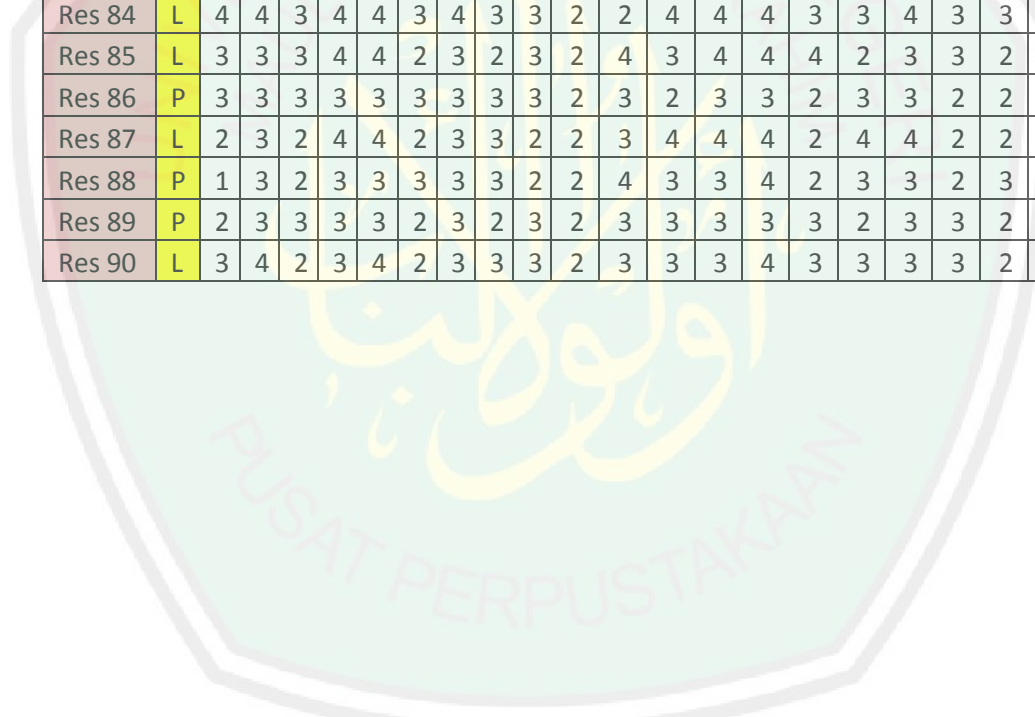 Res 84 L 4 4 3 4 4 3 4 3 3 2 2 4 4 4 3 3 4 3 3
Res 85 L 3 3 3 4 4 2 3 2 3 2 4 3 4 4 4 2 3 3 2
Res 86 P 3 3 3 3 3 3 3 3 3 2 3 2 3 3 2 3 3 2 2
Res 87 L 2 3 2 4 4 2 3 3 2 2 3 4 4 4 2 4 4 2 2
Res 88 P 1 3 2 3 3 3 3 3 2 2 4 3 3 4 2 3 3 2 3
Res 89 P 2 3 3 3 3 2 3 2 3 2 3 3 3 3 3 2 3 3 2
Res 90 L 3 4 2 3 4 2 3 3 3 2 3 3 3 4 3 3 3 3 2
PUSAT PERPUSTAKAAN